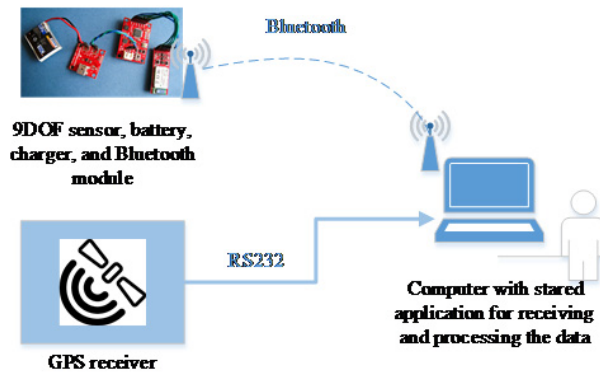 Bluetooth
9DOF sensor, battery,
charger, and Bluetooth
module
RS232
Computer with stared
application for receiving
and processing the data
GPS receiver